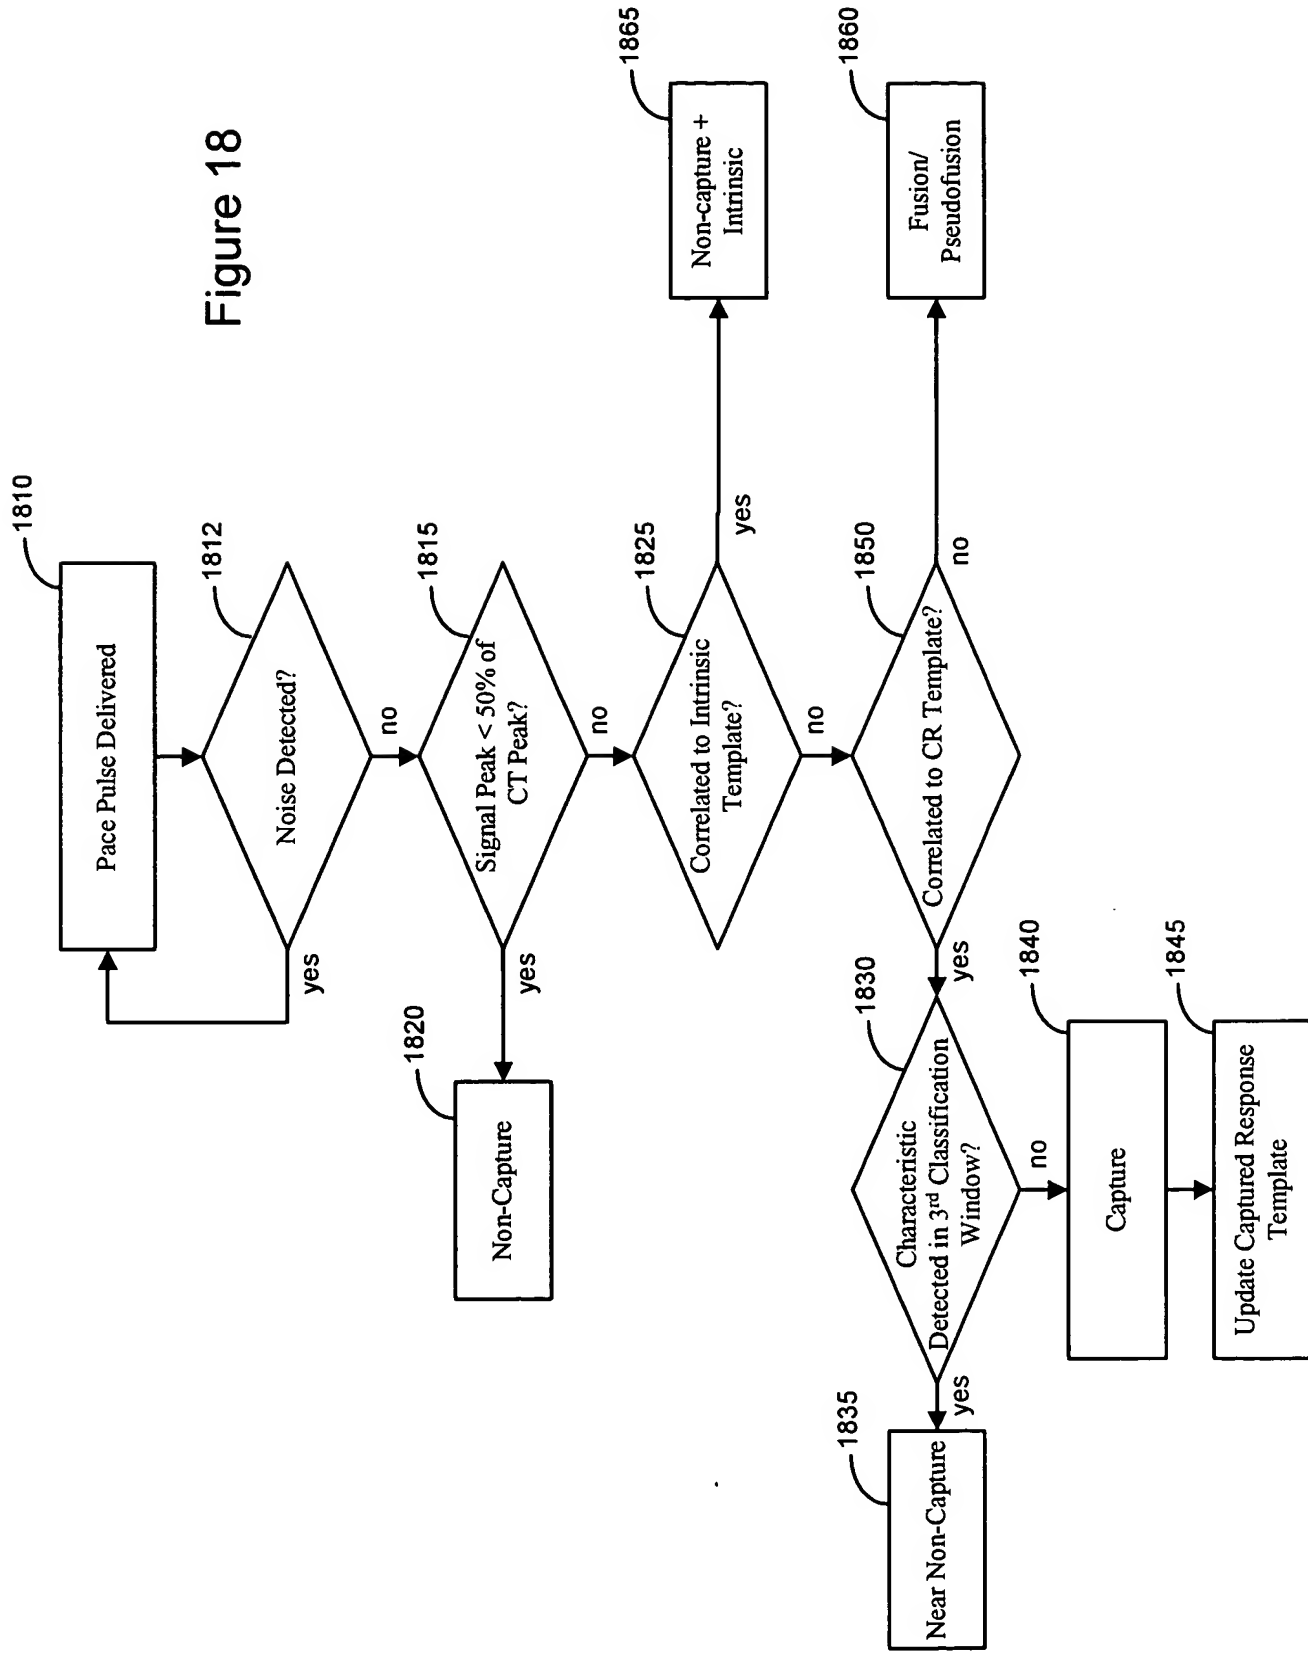 Figure 18
1810
Pace Pulse Delivered
1812
Noise Detected?
yes
no
1815
Signal Peak < 50% of
CT Peak?
yes
no
1820
Non-Capture
1825
Correlated to Intrinsic
Template?
yes
no
1865
Non-capture +
Intrinsic
1850
Correlated to CR Template?
yes
no
1860
Fusion/
Pseudofusion
1830
Characteristic
Detected in 3rd Classification
Window?
yes
no
1835
Near Non-Capture
1840
Capture
1845
Update Captured Response
Template